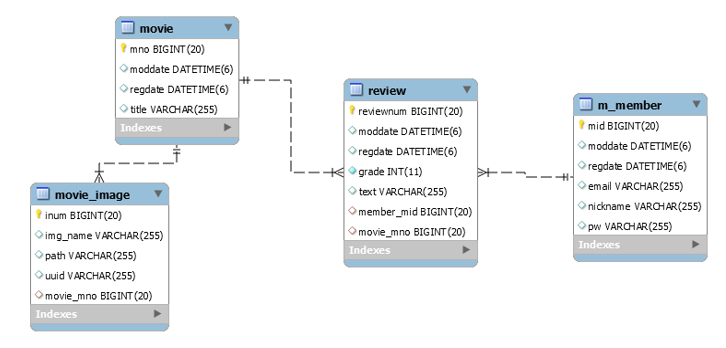 movie
mno BIGINT(20)
moddate DATETIME(6)
regdate DATETIME(6)
title VARCHAR(255)
Indexes
movie_image
inum BIGINT(20)
img_name VARCHAR(255)
path VARCHAR(255)
uuid VARCHAR(255)
movie_mno BIGINT(20)
Indexes
review
reviewnum BIGINT(20)
moddate DATETIME(6)
regdate DATETIME(6)
grade INT(11)
text VARCHAR(255)
member_mid BIGINT(20)
movie_mno BIGINT(20)
Indexes
m_member
mid BIGINT(20)
moddate DATETIME(6)
regdate DATETIME(6)
email VARCHAR(255)
nickname VARCHAR(255)
pw VARCHAR(255)
Indexes